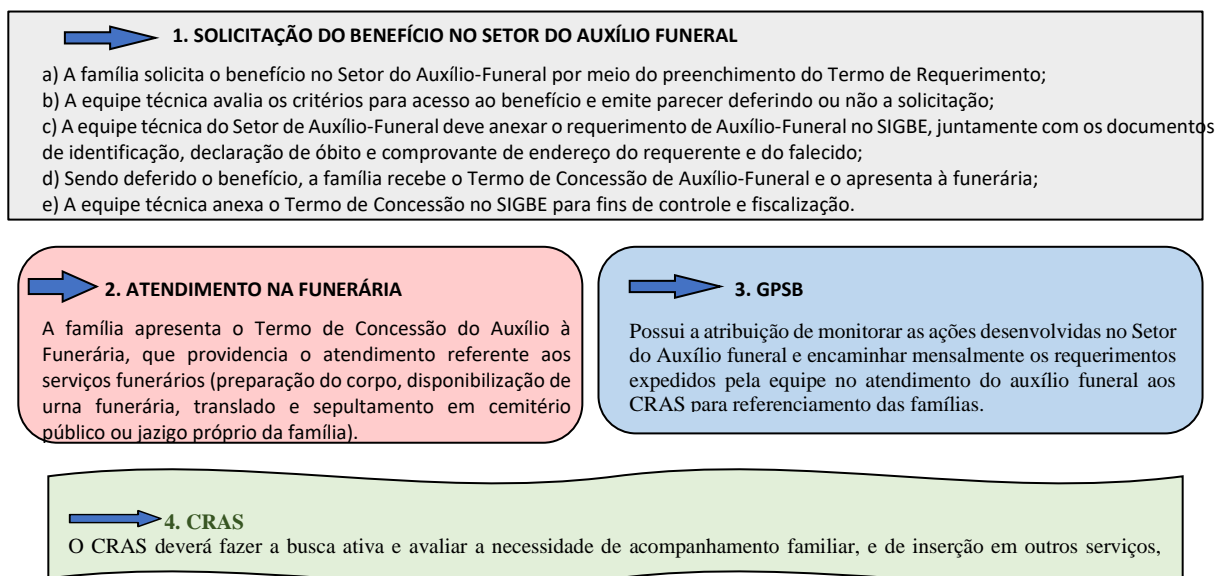 1. SOLICITAÇÃO DO BENEFÍCIO NO SETOR DO AUXÍLIO FUNERAL
a) A família solicita o benefício no Setor do Auxílio-Funeral por meio do preenchimento do Termo de Requerimento;
b) A equipe técnica avalia os critérios para acesso ao benefício e emite parecer deferindo ou não a solicitação;
c) A equipe técnica do Setor de Auxílio-Funeral deve anexar o requerimento de Auxílio-Funeral no SIGBE, juntamente com os documentos
de identificação, declaração de óbito e comprovante de endereço do requerente e do falecido;
d) Sendo deferido o benefício, a família recebe o Termo de Concessão de Auxílio-Funeral e o apresenta à funerária;
e) A equipe técnica anexa o Termo de Concessão no SIGBE para fins de controle e fiscalização.
2. ATENDIMENTO NA FUNERÁRIA
A família apresenta o Termo de Concessão do Auxílio à
Funerária, que providencia o atendimento referente aos
serviços funerários (preparação do corpo, disponibilização de
urna funerária, translado e sepultamento em cemitério
público ou jazigo próprio da família).
3. GPSB
Possui a atribuição de monitorar as ações desenvolvidas no Setor
do Auxílio funeral e encaminhar mensalmente os requerimentos
expedidos pela equipe no atendimento do auxílio funeral aos
CRAS para referenciamento das famílias.
4. CRAS
O CRAS deverá fazer a busca ativa e avaliar a necessidade de acompanhamento familiar, e de inserção em outros serviços,